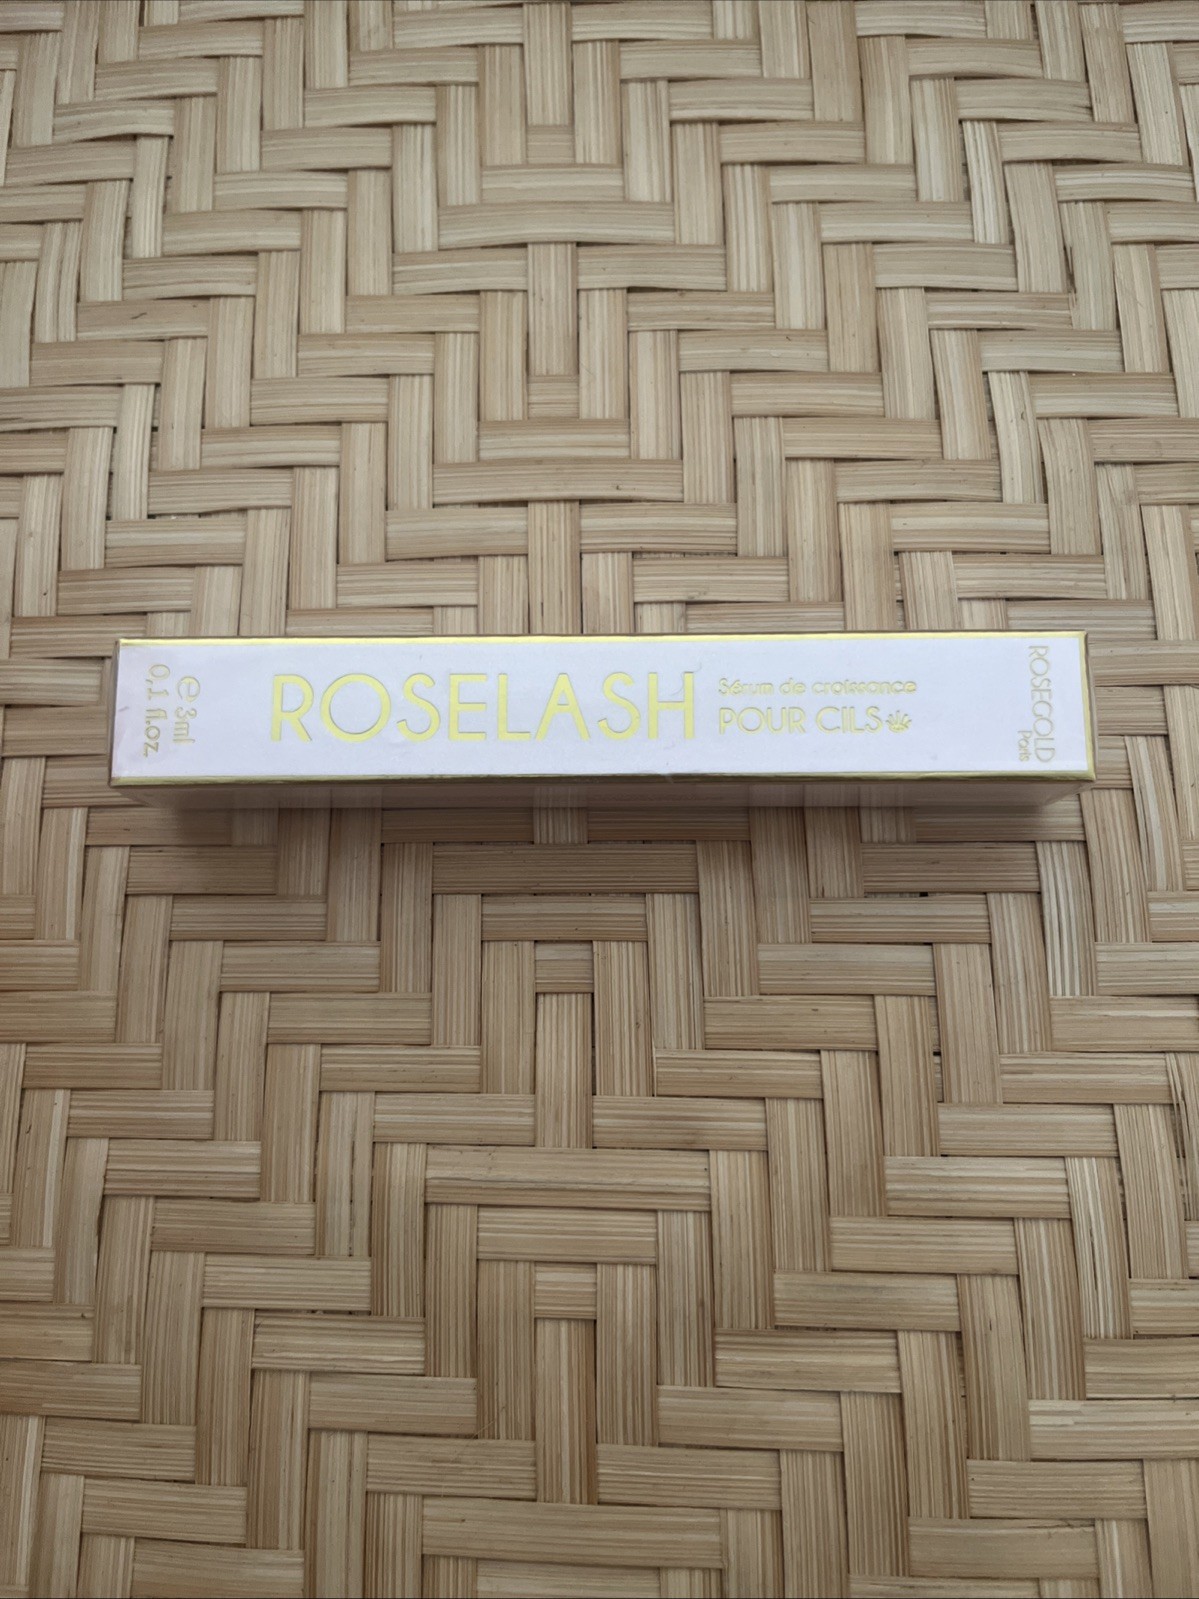 ℮ 3ml
0,1 fl.oz
ROSELASH
Sérum de croissance
POUR CILS
ROSEGOLD
Paris